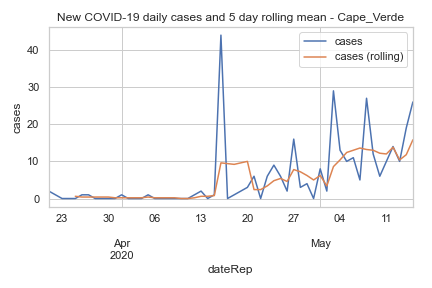 New COVID-19 daily cases and 5 day rolling mean - Cape_Verde
cases
cases (rolling)
40
30
20
10
0
cases
23 30 06 13 20 27 04 11
Apr May
2020
dateRep